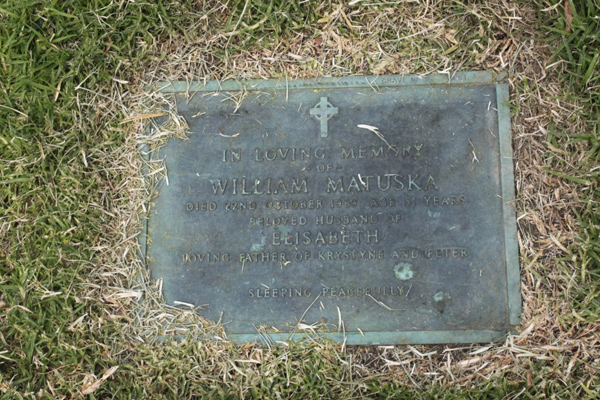 IN LOVING MEMORY
OF
WILLIAM MATUSKA
DIED 22ND OCTOBER AGED YEARS
BELOVED HUSBAND OF
ELISABETH
LOVING FATHER OF KRYSTYNE AND PETER
SLEEPING PEACEFULLY